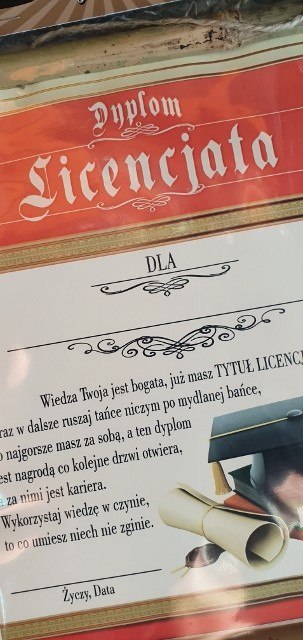 Dyplom
Licencjata
DLA
Wiedza Twoja jest bogata, już masz TYTUŁ LICENCJ
raz w dalsze ruszaj tańce niczym po mydlanej bańce,
o najgorsze masz za sobą, a ten dyplom
est nagrodą co kolejne drzwi otwiera,
a za nimi jest kariera.
Wykorzystaj wiedzę w czynie,
to co umiesz niech nie zginie.
Życzy, Data